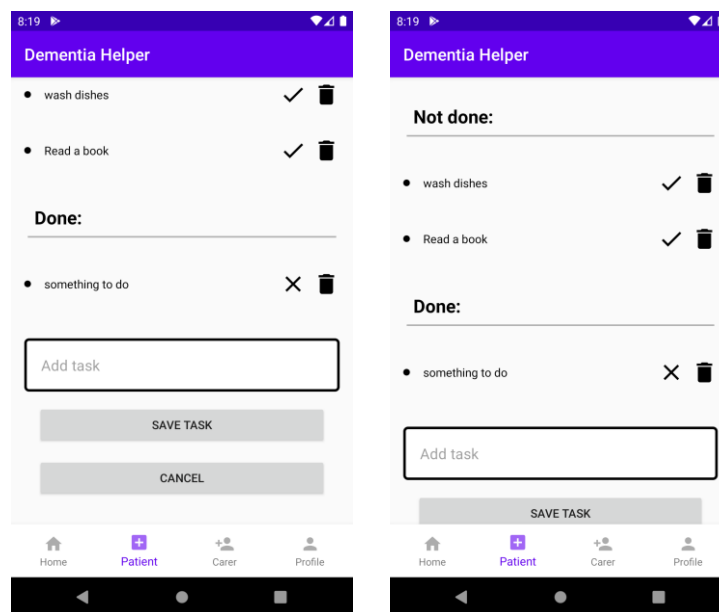 8:19
Dementia Helper
wash dishes
Read a book
Done:
something to do
Add task
SAVE TASK
CANCEL
Home Patient Carer Profile
8:19
Dementia Helper
Not done:
wash dishes
Read a book
Done:
something to do
Add task
SAVE TASK
Home Patient Carer Profile